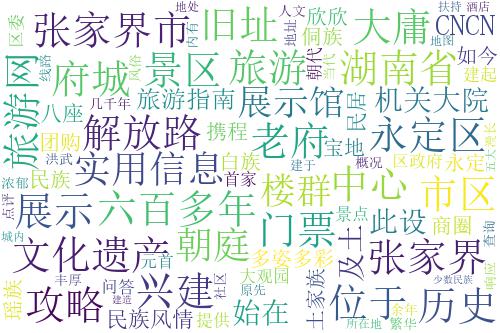 区委
地处
人文
欣欣
扶持
酒店
张家界市
旧址
大庸
CNCN
内有
地址
侗族
地图
旅游网
线路
府城
景区
风俗
旅游
朝代
当代
湖南省
如今
建起
八座
几千年
旅游指南
展示馆
民居
机关大院
团购
洪武
解放路
携程
老府
宝地
永定区
实用信息
白族
建于
概况
区政府
永定
浓郁
民族
首家
楼群
中心
市区
点评
展示
六百多年
门票
景点
此设
商圈
查询
城内
文化遗产
朝庭
多姿多彩
及土
张家界
瑶族
丰厚
问答
元首
大观园
土家族
响应
少数民族
攻略
建造
兴建
社区
原先
始在
位于
余年
历史
民族风情
提供
所在地
繁华